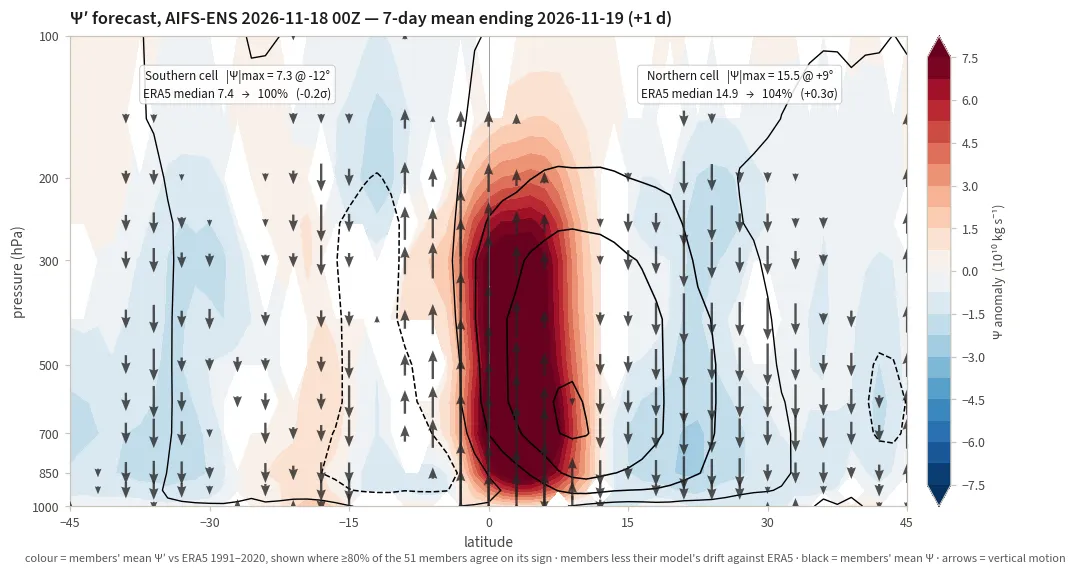 Ψ′ forecast, AIFS-ENS 2026-11-18 00Z — 7-day mean ending 2026-11-19 (+1 d)
Southern cell |Ψ|max = 7.3 @ -12°
ERA5 median 7.4 → 100% (-0.2σ)
Northern cell |Ψ|max = 15.5 @ +9°
ERA5 median 14.9 → 104% (+0.3σ)
pressure (hPa)
100
200
300
400
500
700
850
1000
−45
−30
−15
0
15
30
45
latitude
7.5
6.0
4.5
3.0
1.5
0.0
−1.5
−3.0
−4.5
−6.0
−7.5
Ψ anomaly (10¹⁰ kg s⁻¹)
colour = members' mean Ψ′ vs ERA5 1991–2020, shown where ≥80% of the 51 members agree on its sign · members less their model's drift against ERA5 · black = members' mean Ψ · arrows = vertical motion